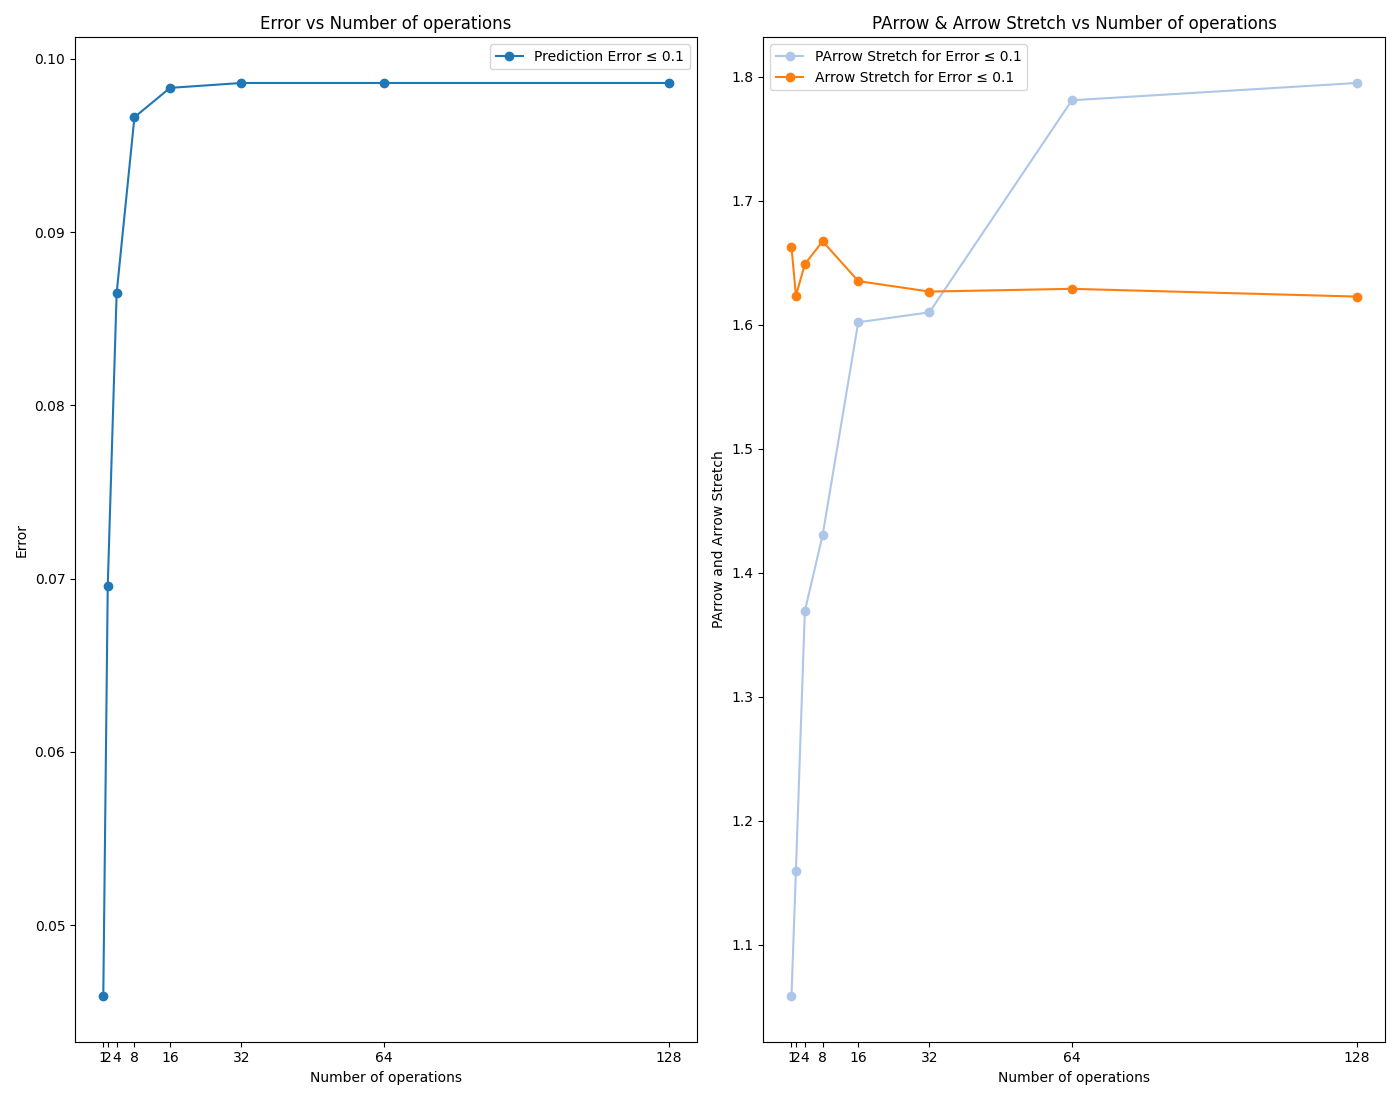 Error vs Number of operations
Prediction Error ≤ 0.1
0.10
0.09
0.08
0.07
0.06
0.05
Error
1 2 4 8 16 32 64 128
Number of operations
PArrow & Arrow Stretch vs Number of operations
PArrow Stretch for Error ≤ 0.1
Arrow Stretch for Error ≤ 0.1
1.8
1.7
1.6
1.5
1.4
1.3
1.2
1.1
PArrow and Arrow Stretch
1 2 4 8 16 32 64 128
Number of operations